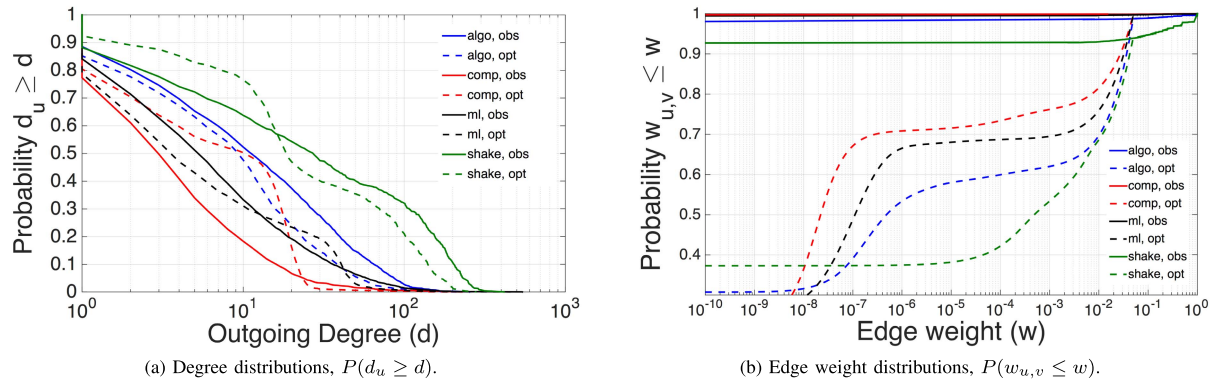 Probability d_u ≥ d
1
0.9
0.8
0.7
0.6
0.5
0.4
0.3
0.2
0.1
0
10^0
10^1
10^2
10^3
Outgoing Degree (d)
algo, obs
algo, opt
comp, obs
comp, opt
ml, obs
ml, opt
shake, obs
shake, opt
(a) Degree distributions, P(d_u ≥ d).
Probability w_{u,v} ≤ w
1
0.9
0.8
0.7
0.6
0.5
0.4
10^-10
10^-9
10^-8
10^-7
10^-6
10^-5
10^-4
10^-3
10^-2
10^-1
10^0
Edge weight (w)
algo, obs
algo, opt
comp, obs
comp, opt
ml, obs
ml, opt
shake, obs
shake, opt
(b) Edge weight distributions, P(w_{u,v} ≤ w).